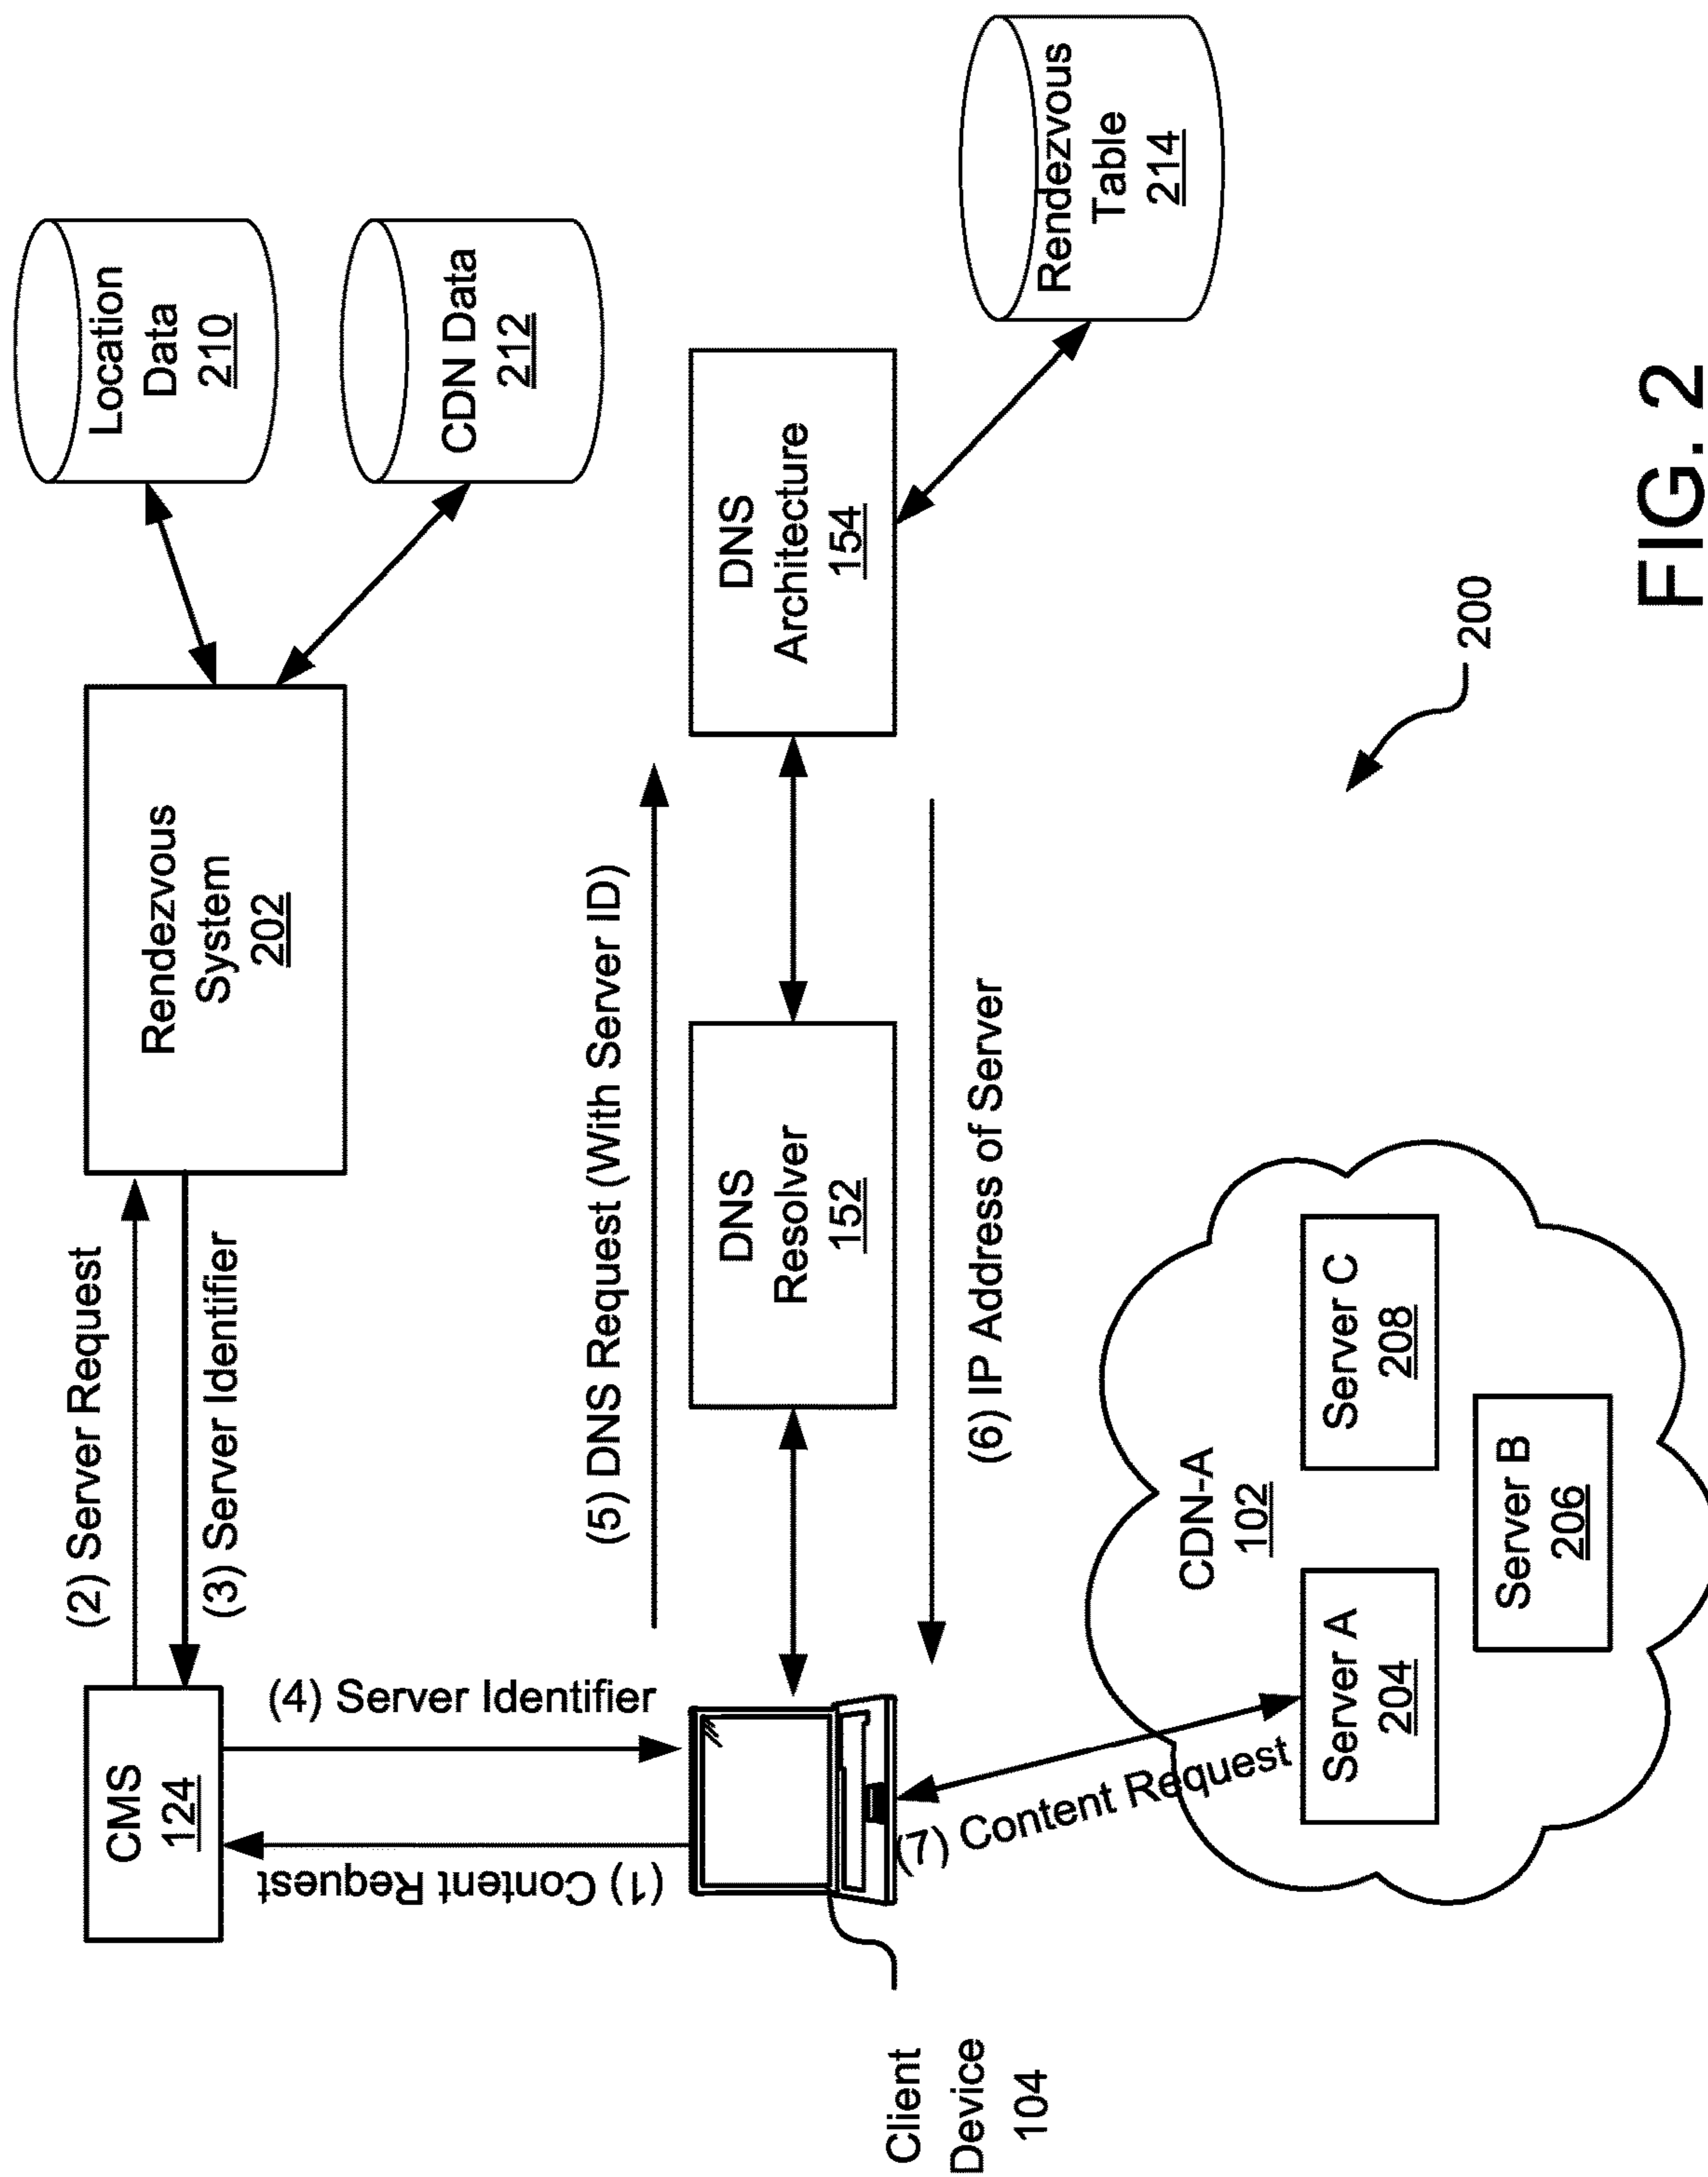 CMS
124
(2) Server Request
(3) Server Identifier
Rendezvous
System
202
Location
Data
210
CDN Data
212
(1) Content Request
(4) Server Identifier
(5) DNS Request (With Server ID)
Client
Device
104
DNS
Resolver
152
DNS
Architecture
154
(6) IP Address of Server
Rendezvous
Table
214
(7) Content Request
CDN-A
102
Server A
204
Server C
208
Server B
206
200
FIG. 2